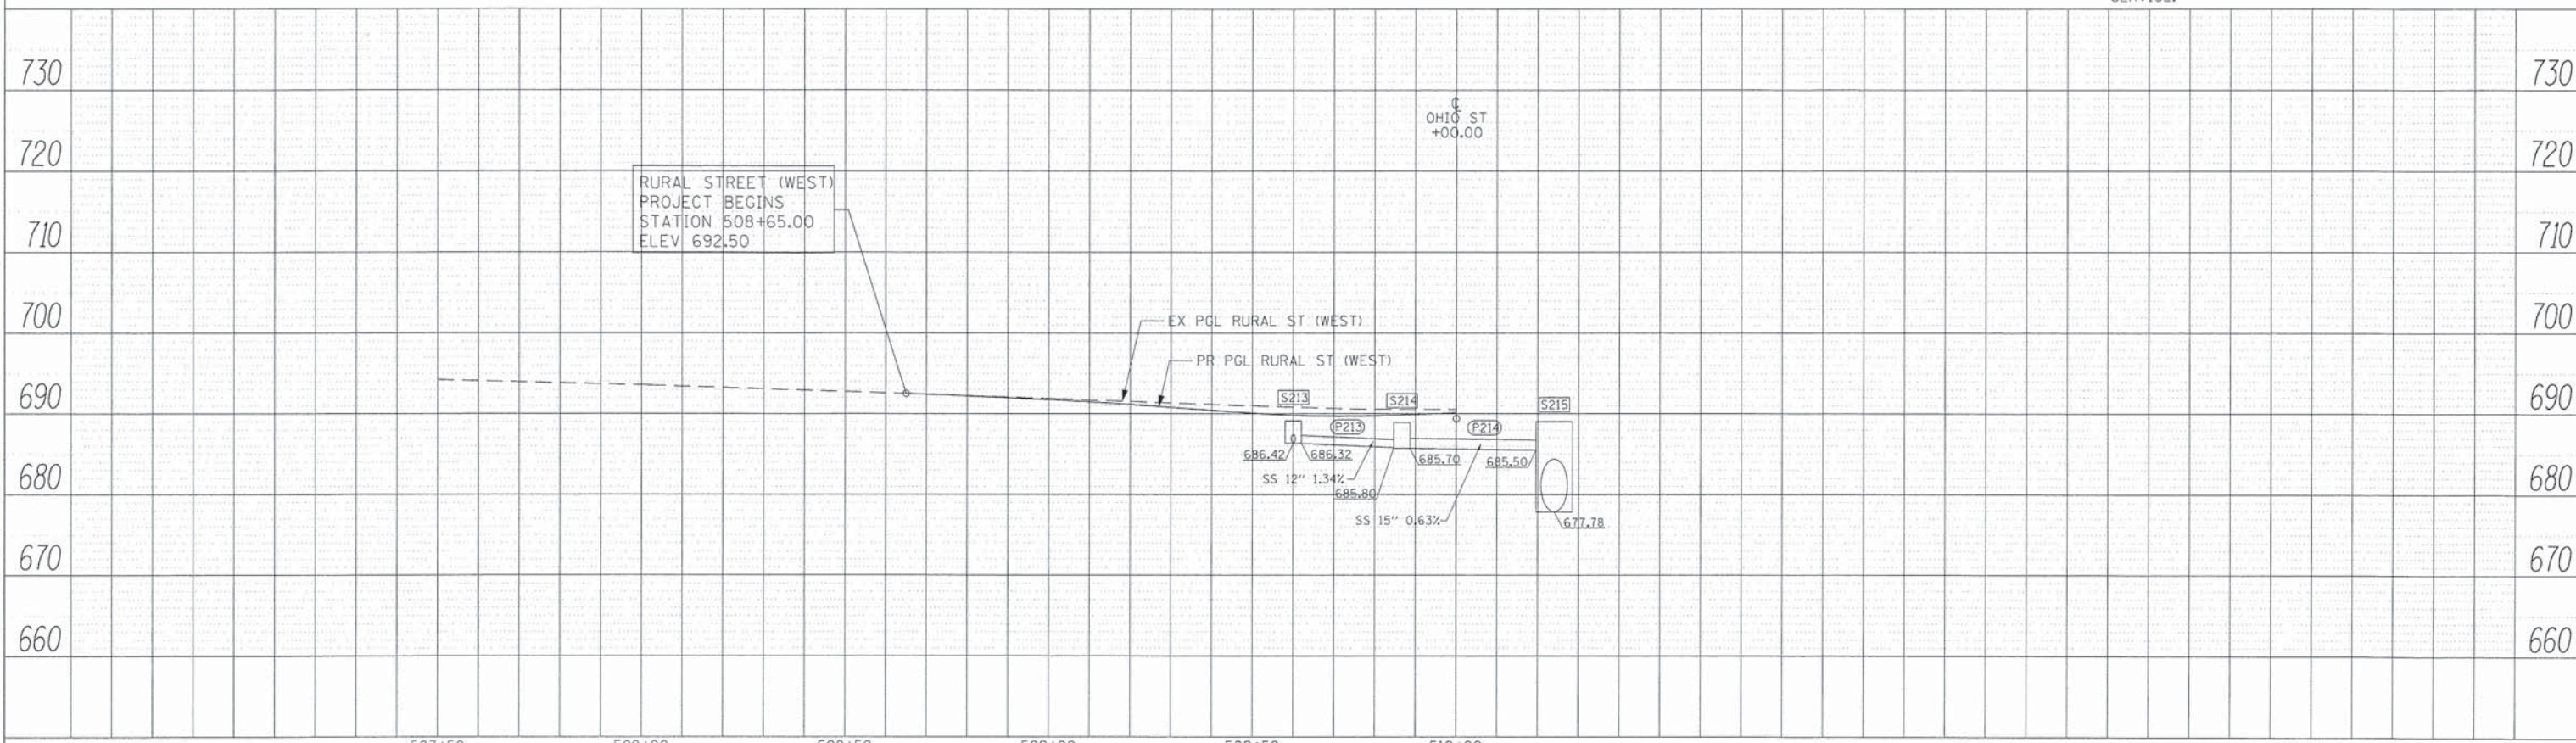 730
730
℄
OHIO ST
+00.00
720
720
RURAL STREET (WEST)
PROJECT BEGINS
STATION 508+65.00
ELEV 692.50
710
710
700
700
EX PGL RURAL ST (WEST)
PR PGL RURAL ST (WEST)
690
690
S213
S214
S215
P213
P214
686.42
686.32
685.70
685.50
SS 12" 1.34%
685.80
680
680
SS 15" 0.63%
677.78
670
670
660
660